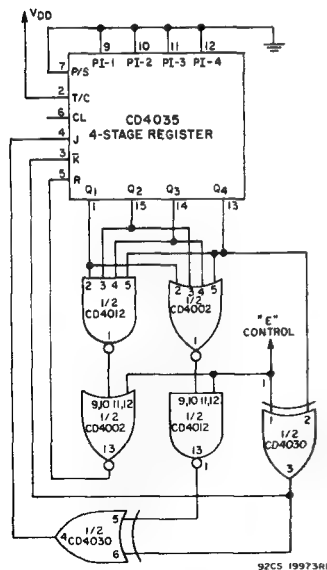 VDD
9 10 11 12
PI-1 PI-2 PI-3 PI-4
7 P/S
2 T/C
CD4035
4-STAGE REGISTER
6 CL
4 J
3 K̅
5 R
Q1 Q2 Q3 Q4
1 15 14 13
2 3 4 5
1/2
CD4012
1
2 3 4 5
1/2
CD4002
1
"E"
CONTROL
9,10 11,12
1/2
CD4002
13
9,10 11,12
1/2
CD4012
13
1
1
1 2
1/2
CD4030
3
4
1/2
CD4030
5
6
92CS 19973RI